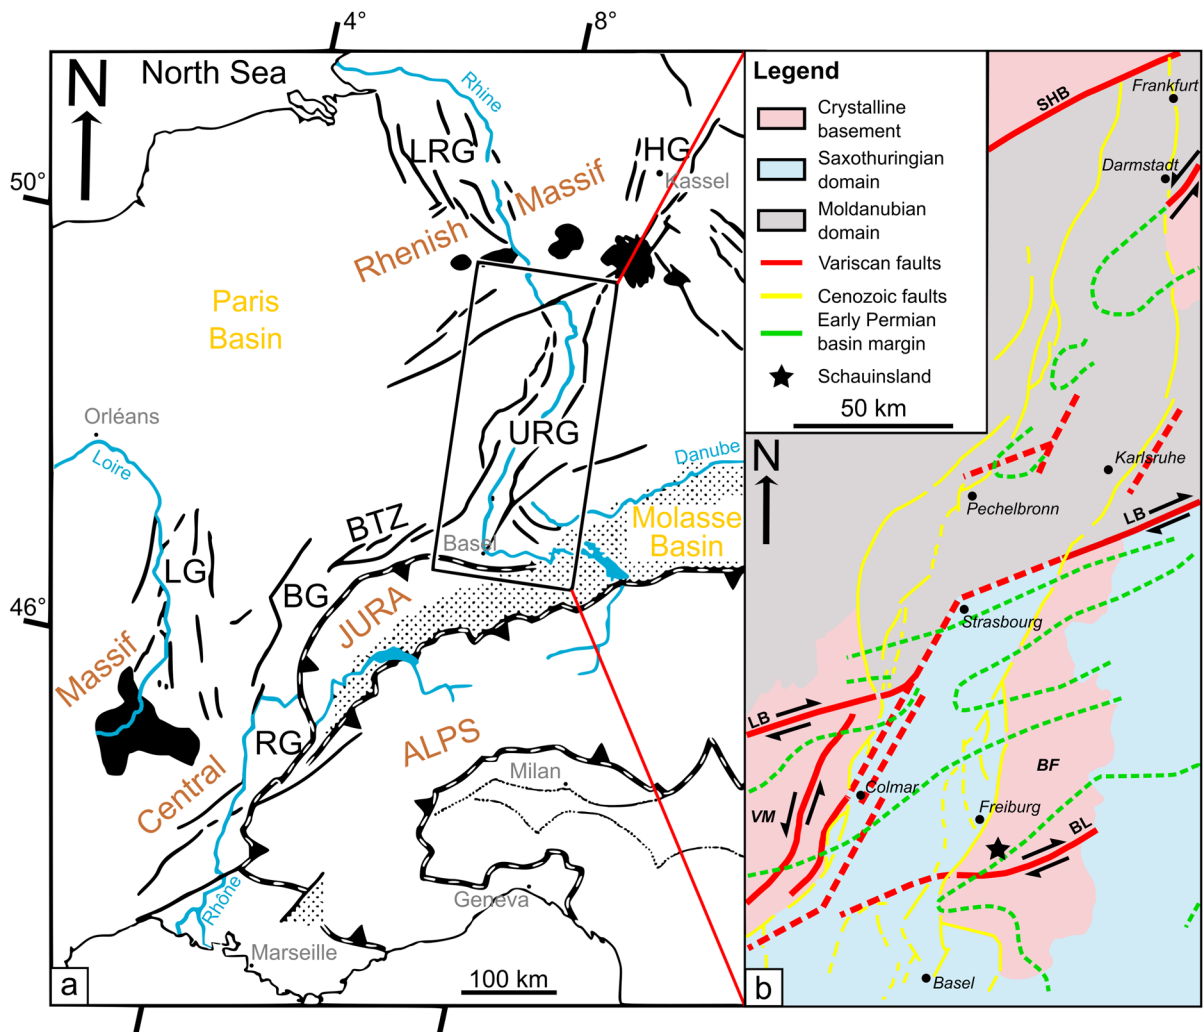 4°
8°
50°
46°
N
North Sea
Rhine
LRG
HG
Kassel
Rhenish
Massif
Paris
Basin
Orléans
Loire
URG
Danube
Molasse
Basin
BTZ
Basel
LG
BG
JURA
Massif
Central
RG
ALPS
Milan
Geneva
Rhône
Marseille
100 km
a
Legend
Crystalline
basement
Saxothuringian
domain
Moldanubian
domain
Variscan faults
Cenozoic faults
Early Permian
basin margin
Schauinsland
50 km
N
SHB
Frankfurt
Darmstadt
Karlsruhe
Pechelbronn
LB
Strasbourg
LB
BF
VM
Colmar
Freiburg
BL
Basel
b